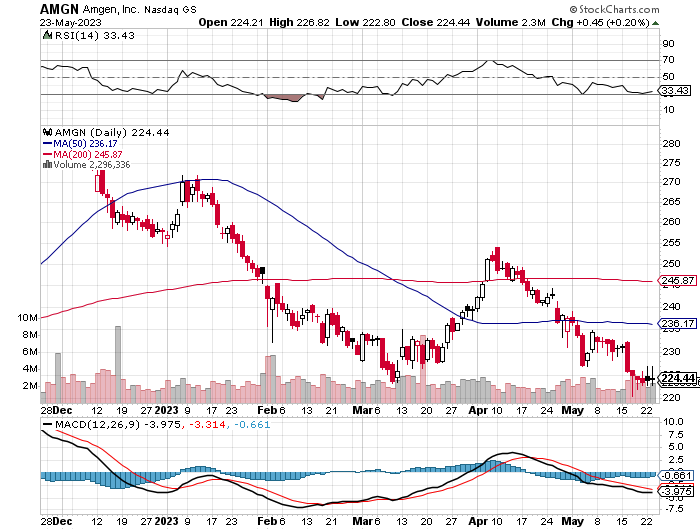 AMGN Amgen, Inc. Nasdaq GS © StockCharts.com
23-May-2023 Open 224.21 High 226.82 Low 222.80 Close 224.44 Volume 2.3M Chg +0.45 (+0.20%)
RSI(14) 33.43
90
70
50
33.43
10
AMGN (Daily) 224.44
MA(50) 236.17
MA(200) 245.87
Volume 2,296,336
280
275
270
265
260
255
250
245.87
240
236.17
230
224.44
220
10M
8M
6M
4M
2M
28 Dec 12 19 27 2023 9 17 23 Feb 6 13 21 Mar 6 13 20 27 Apr 10 17 24 May 8 15 22
MACD(12,26,9) -3.975, -3.314, -0.661
10.0
7.5
5.0
2.5
0.0
-0.661
-3.975
-7.5
28 Dec 12 19 27 2023 9 17 23 Feb 6 13 21 Mar 6 13 20 27 Apr 10 17 24 May 8 15 22